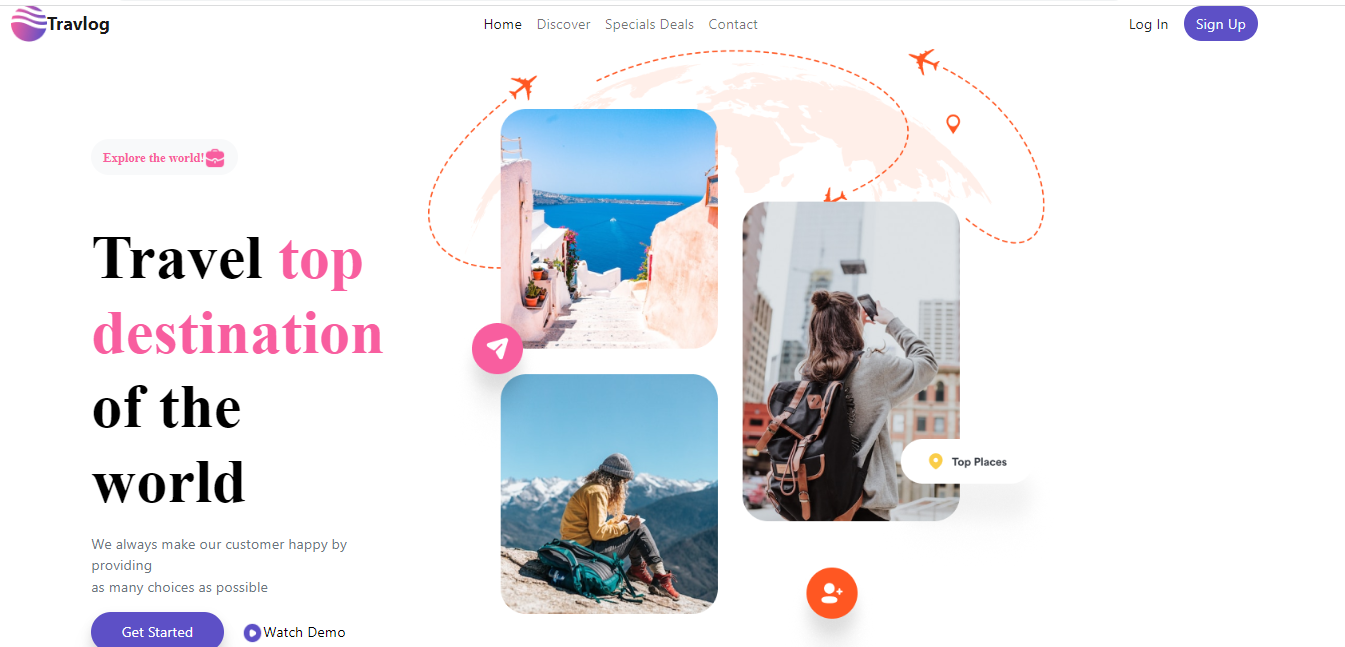 Travlog
Home Discover Specials Deals Contact
Log In Sign Up
Explore the world!
Travel top
destination
of the
world
We always make our customer happy by
providing
as many choices as possible
Get Started Watch Demo
Top Places